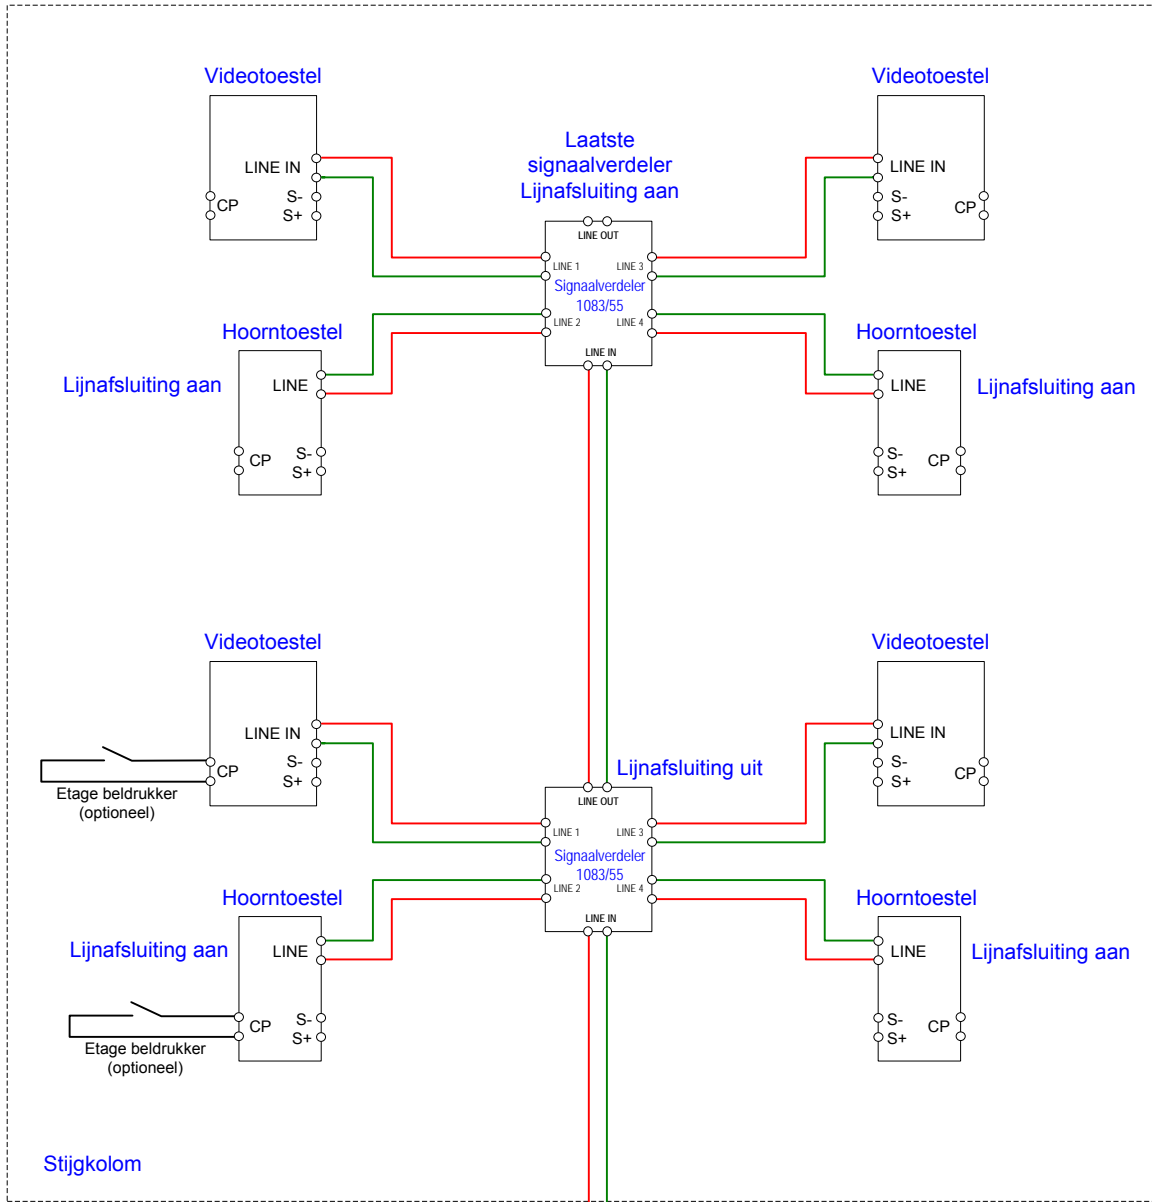 Videotoestel
LINE IN
S-
S+
CP
Videotoestel
LINE IN
S-
S+
CP
Laatste
signaalverdeler
Lijnafsluiting aan
LINE OUT
LINE 1
LINE 3
Signaalverdeler
1083/55
LINE 2
LINE 4
LINE IN
Hoorntoestel
Lijnafsluiting aan
LINE
CP
S-
S+
Hoorntoestel
LINE
Lijnafsluiting aan
S-
S+
CP
Videotoestel
LINE IN
S-
S+
CP
Etage beldrukker
(optioneel)
Videotoestel
LINE IN
S-
S+
CP
Lijnafsluiting uit
LINE OUT
LINE 1
LINE 3
Signaalverdeler
1083/55
LINE 2
LINE 4
LINE IN
Hoorntoestel
Lijnafsluiting aan
LINE
CP
S-
S+
Etage beldrukker
(optioneel)
Hoorntoestel
LINE
Lijnafsluiting aan
S-
S+
CP
Stijgkolom